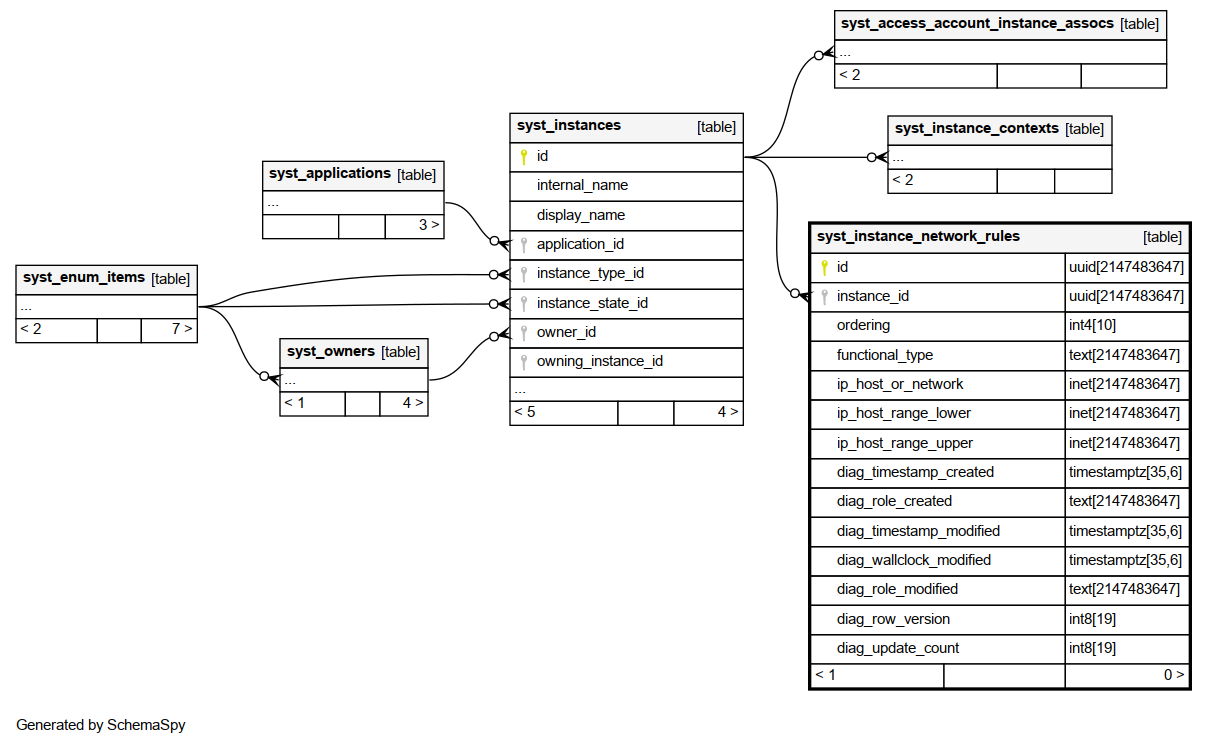 syst_access_account_instance_assocs [table]
...
< 2
syst_instance_contexts [table]
...
< 2
syst_instances [table]
id
internal_name
display_name
application_id
instance_type_id
instance_state_id
owner_id
owning_instance_id
...
< 5 4 >
syst_applications [table]
...
3 >
syst_enum_items [table]
...
< 2 7 >
syst_owners [table]
...
< 1 4 >
syst_instance_network_rules [table]
id uuid[2147483647]
instance_id uuid[2147483647]
ordering int4[10]
functional_type text[2147483647]
ip_host_or_network inet[2147483647]
ip_host_range_lower inet[2147483647]
ip_host_range_upper inet[2147483647]
diag_timestamp_created timestamptz[35,6]
diag_role_created text[2147483647]
diag_timestamp_modified timestamptz[35,6]
diag_wallclock_modified timestamptz[35,6]
diag_role_modified text[2147483647]
diag_row_version int8[19]
diag_update_count int8[19]
< 1 0 >
Generated by SchemaSpy